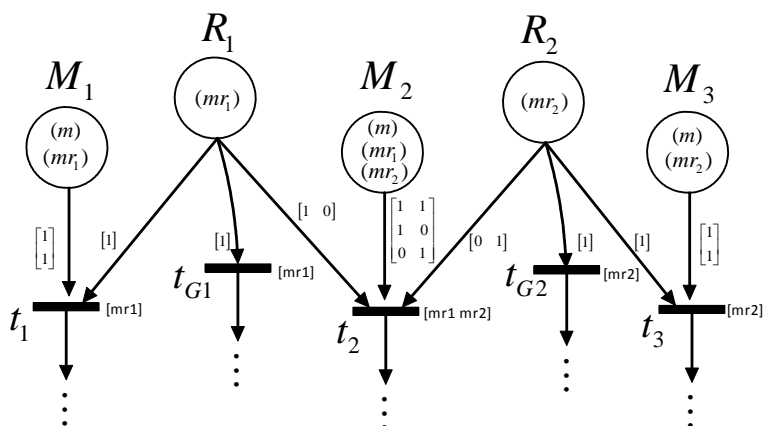 R₁
R₂
M₁
M₂
M₃
(mr₁)
(mr₂)
(m)
(mr₁)
(m)
(mr₁)
(mr₂)
(m)
(mr₂)
[1 1]
[1]
[1]
[1 0]
[1 1
1 0
0 1]
[0 1]
[1]
[1]
[1 1]
t_G1
[mr1]
t_G2
[mr2]
t₁
[mr1]
t₂
[mr1 mr2]
t₃
[mr2]